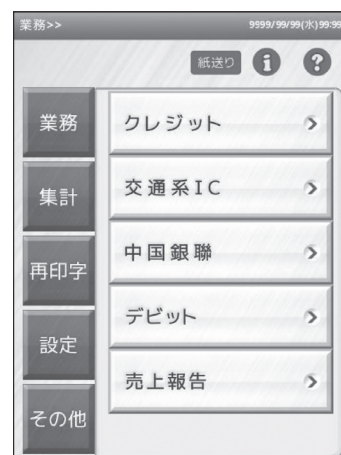 業務>> 9999/99/99(水)99:99
紙送り i ?
業務
集計
再印字
設定
その他
クレジット
交通系IC
中国銀聯
デビット
売上報告